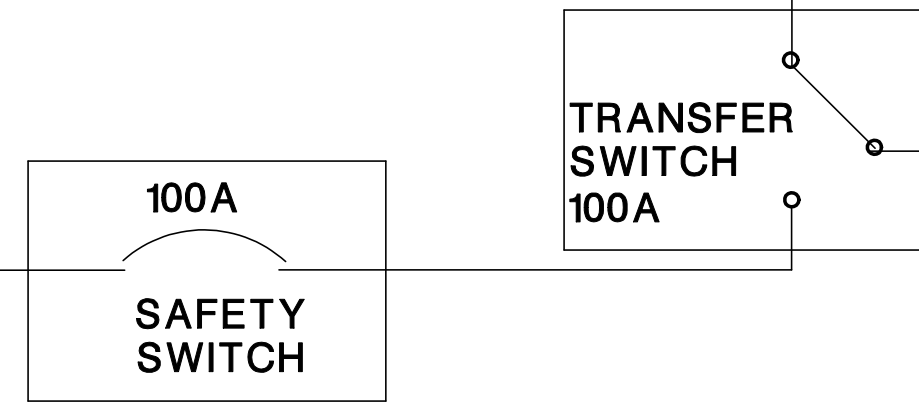 TRANSFER
SWITCH
100A
100A
SAFETY
SWITCH